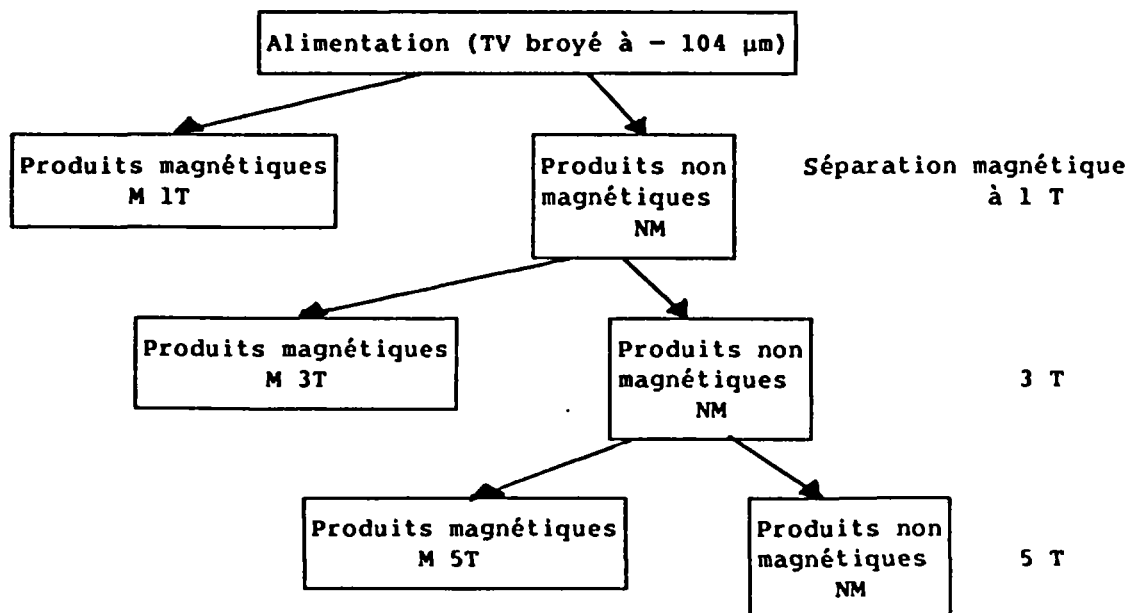 Alimentation (TV broyé à - 104 µm)
Produits magnétiques
M 1T
Produits non
magnétiques
NM
Séparation magnétique
à 1 T
Produits magnétiques
M 3T
Produits non
magnétiques
NM
3 T
Produits magnétiques
M 5T
Produits non
magnétiques
NM
5 T